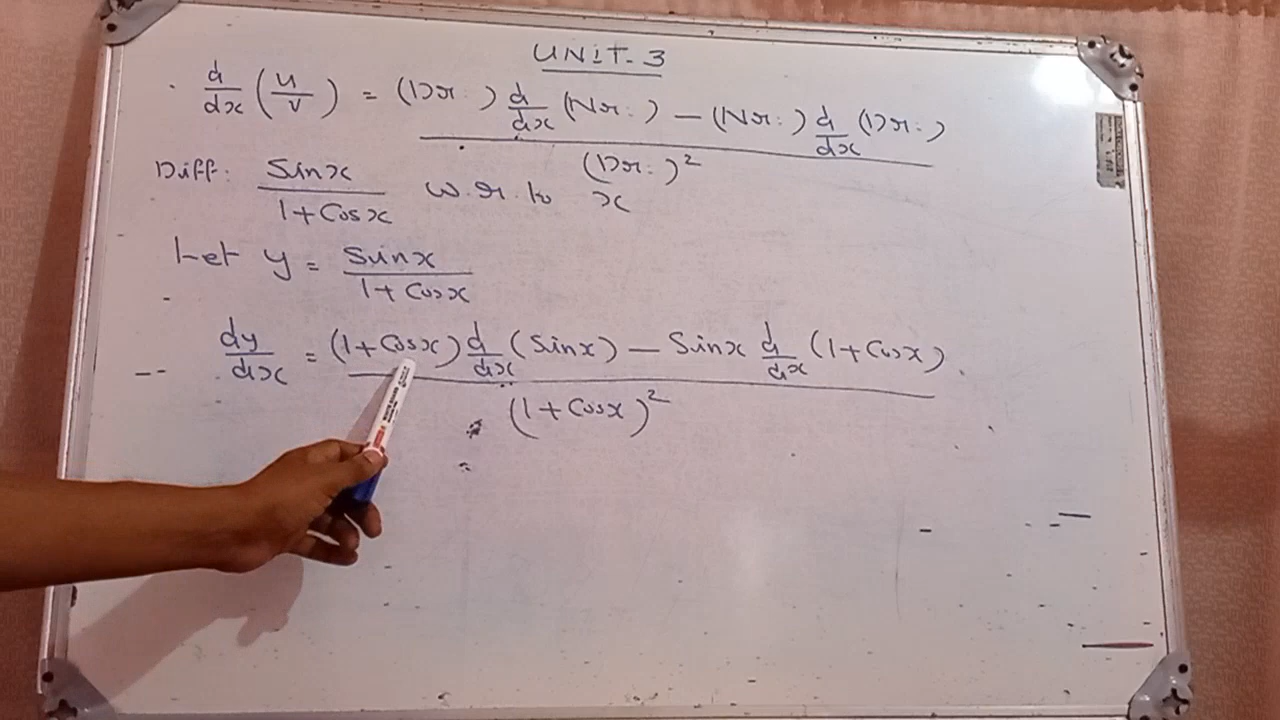 UNIT-3
d/dx (u/v) = (Dr.) d/dx (Nr.) - (Nr.) d/dx (Dr.)
(Dr.)²
Diff. Sinx / 1+Cosx w.r.to x
Let y = Sinx / 1+Cosx
dy/dx = (1+Cosx) d/dx (Sinx) - Sinx d/dx (1+Cosx)
(1+Cosx)²